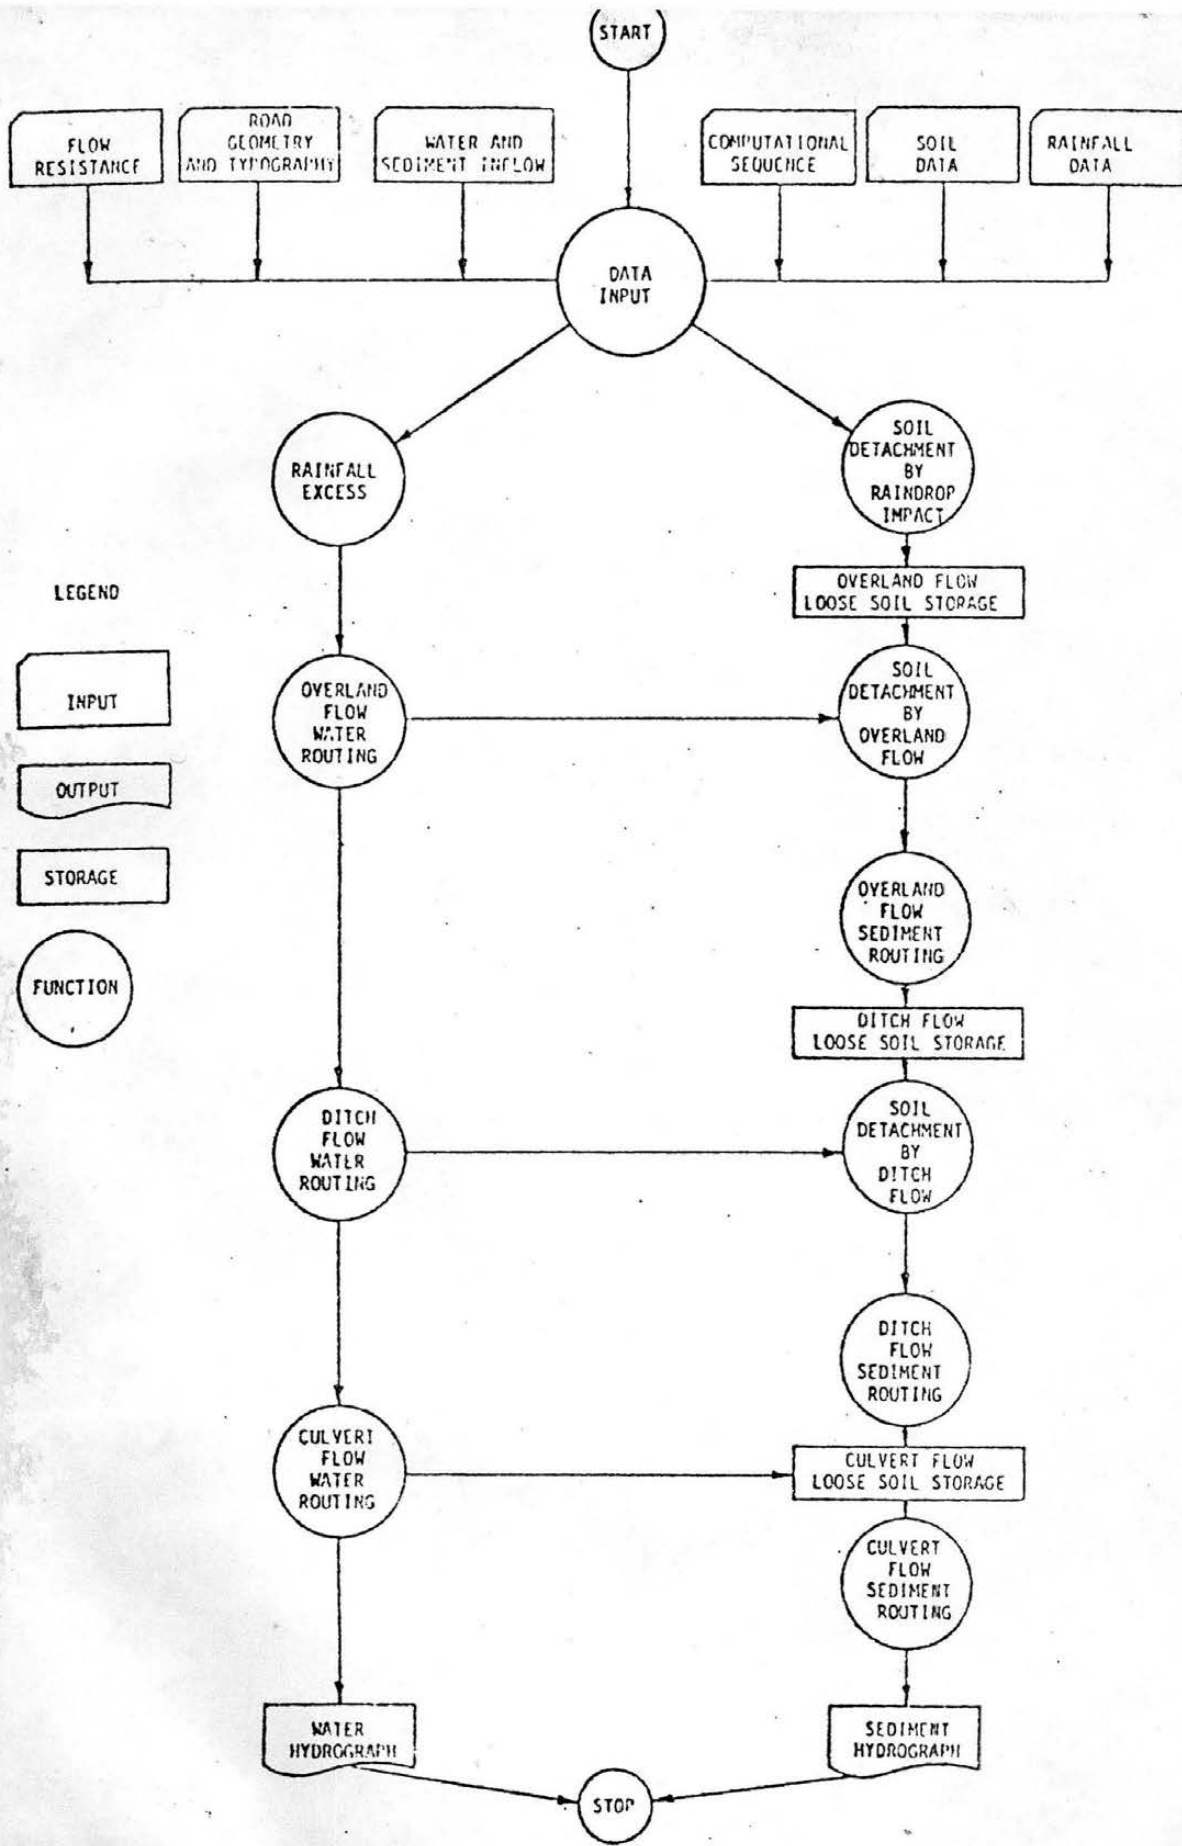 START
FLOW
RESISTANCE
ROAD
GEOMETRY
AND TYPOGRAPHY
WATER AND
SEDIMENT INFLOW
COMPUTATIONAL
SEQUENCE
SOIL
DATA
RAINFALL
DATA
DATA
INPUT
RAINFALL
EXCESS
SOIL
DETACHMENT
BY
RAINDROP
IMPACT
OVERLAND FLOW
LOOSE SOIL STORAGE
LEGEND
INPUT
OUTPUT
STORAGE
FUNCTION
OVERLAND
FLOW
WATER
ROUTING
SOIL
DETACHMENT
BY
OVERLAND
FLOW
OVERLAND
FLOW
SEDIMENT
ROUTING
DITCH FLOW
LOOSE SOIL STORAGE
DITCH
FLOW
WATER
ROUTING
SOIL
DETACHMENT
BY
DITCH
FLOW
DITCH
FLOW
SEDIMENT
ROUTING
CULVERT
FLOW
WATER
ROUTING
CULVERT FLOW
LOOSE SOIL STORAGE
CULVERT
FLOW
SEDIMENT
ROUTING
WATER
HYDROGRAPH
SEDIMENT
HYDROGRAPH
STOP